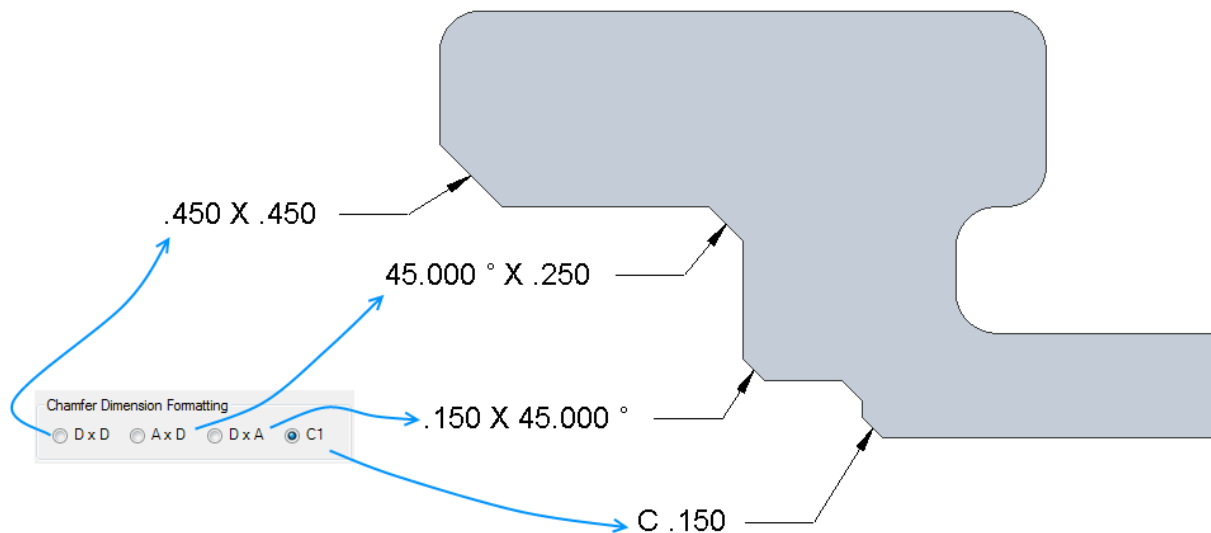 .450 X .450
45.000 ° X .250
Chamfer Dimension Formatting
D x D A x D D x A C1
.150 X 45.000 °
C .150